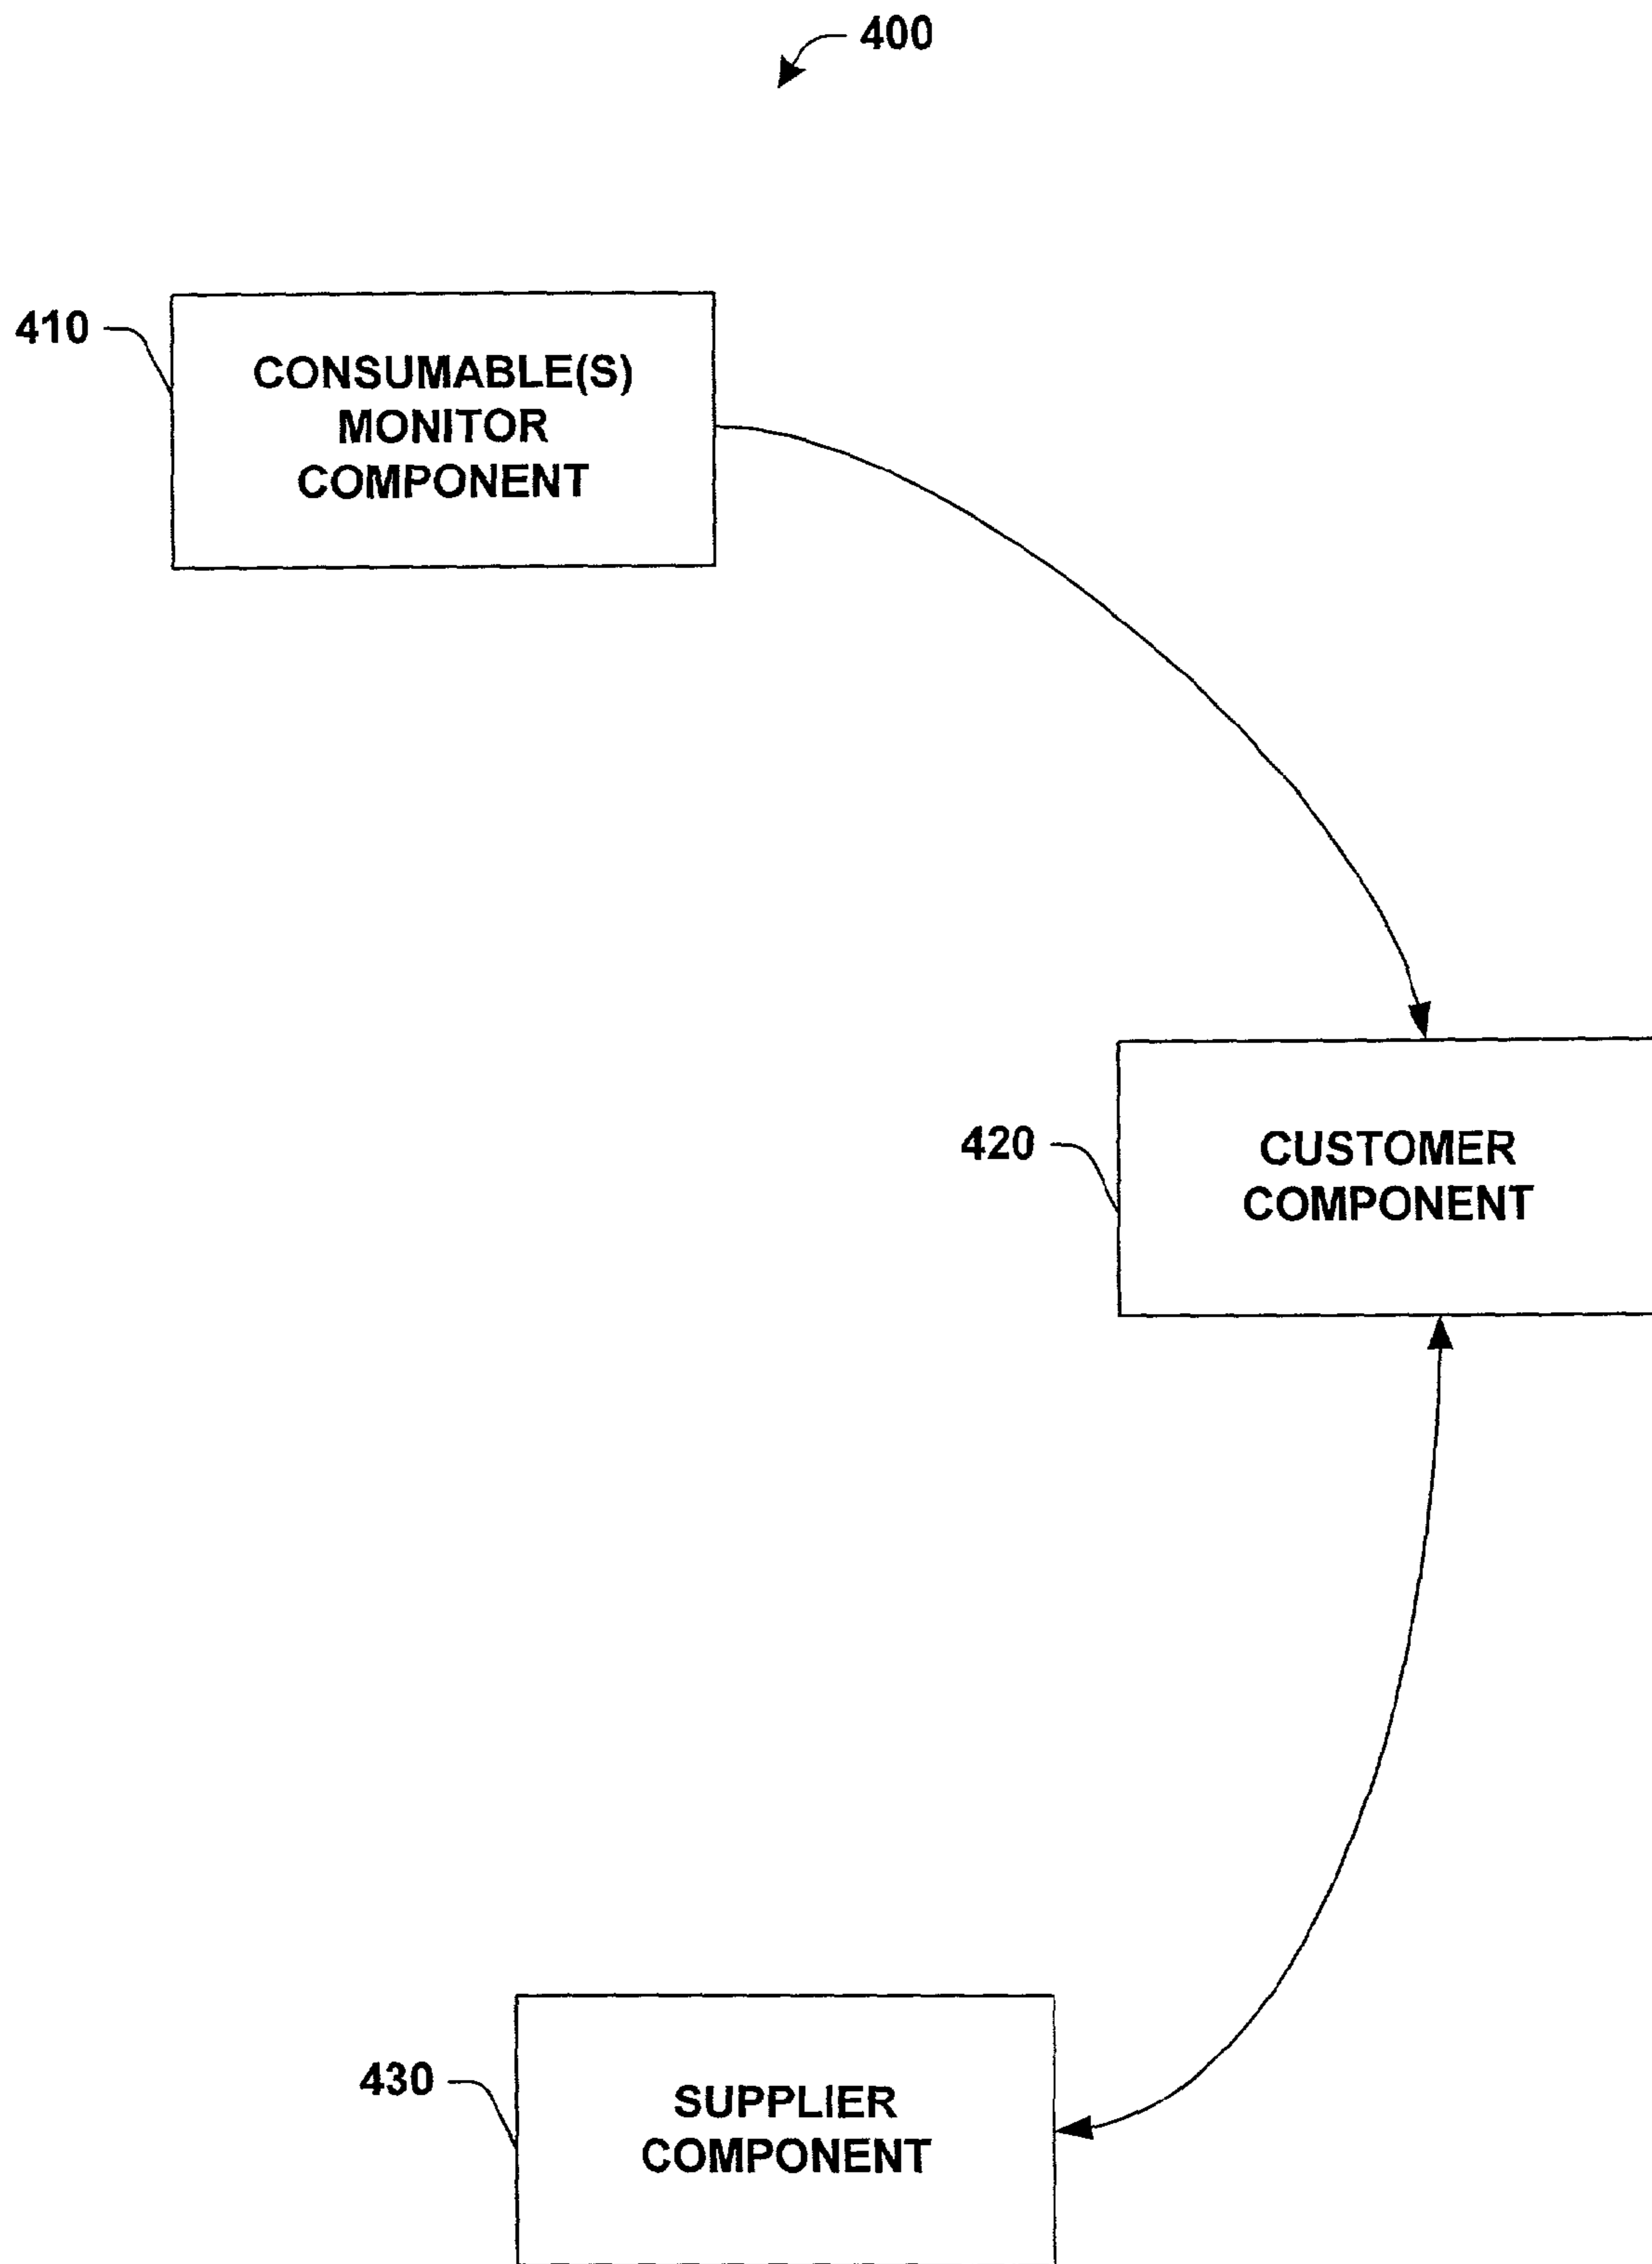 400
410
CONSUMABLE(S)
MONITOR
COMPONENT
420
CUSTOMER
COMPONENT
430
SUPPLIER
COMPONENT